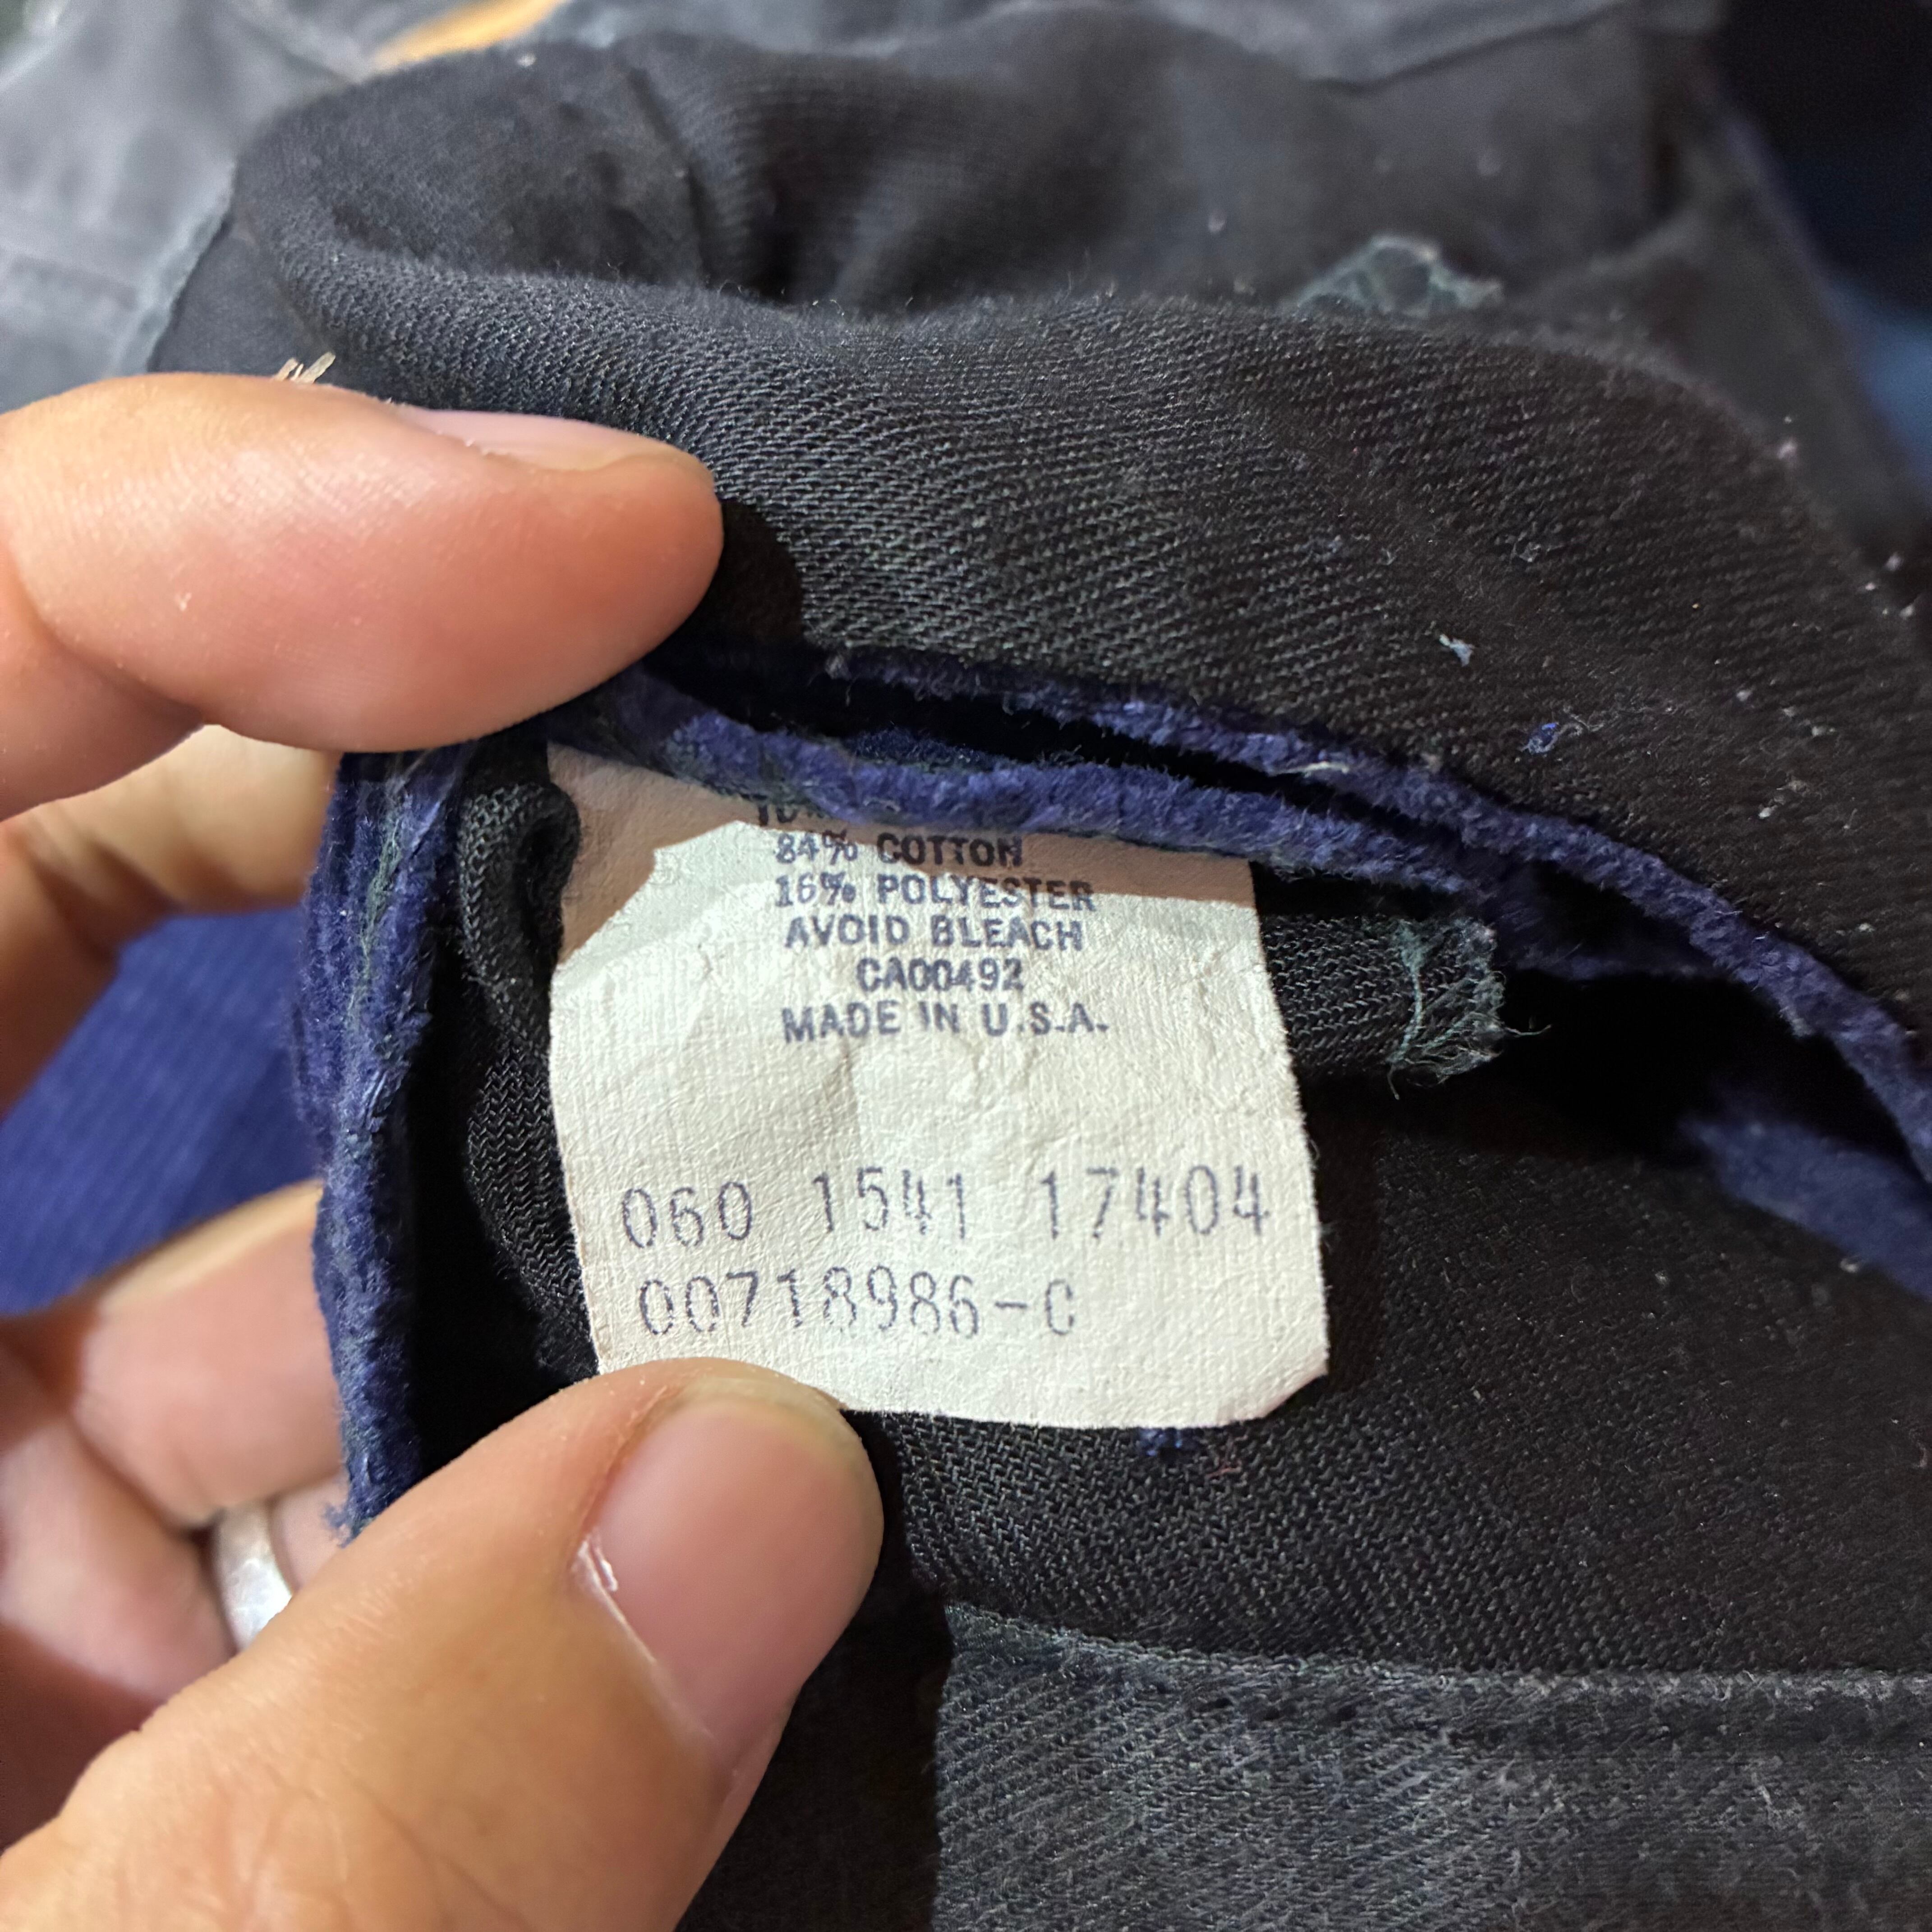 84% COTTON
16% POLYESTER
AVOID BLEACH
CA00492
MADE IN U.S.A.
060 1541 17404
00718986-C